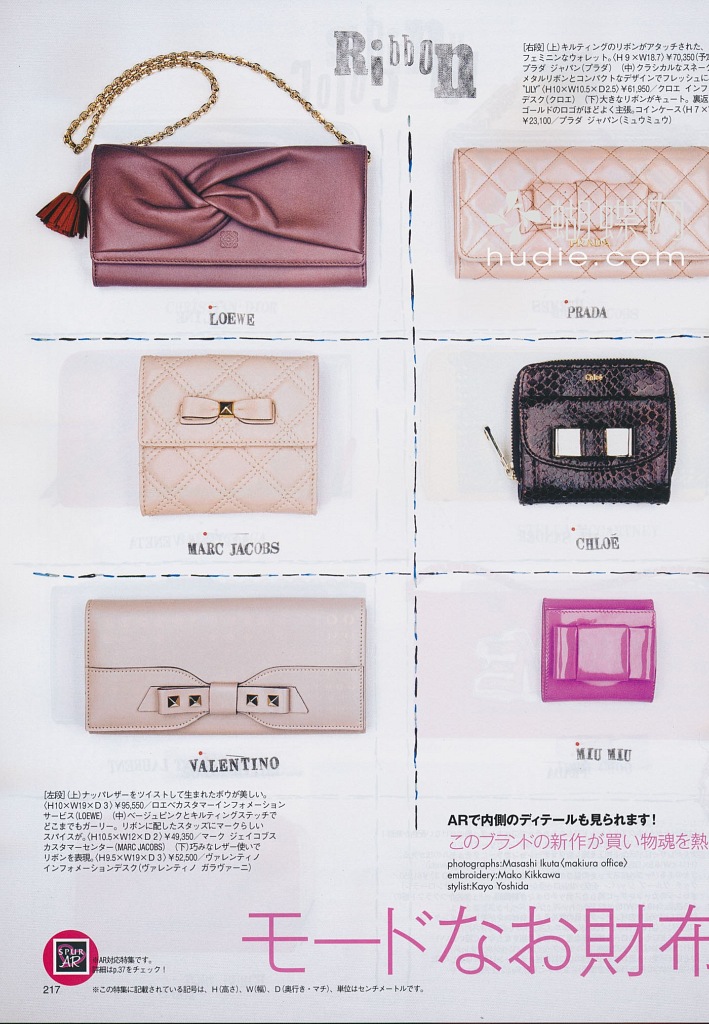 Ribbon
[右段](上)キルティングのリボンがアタッチされた、
フェミニンなウォレット。〈H9×W18.7〉¥70,350(予定
プラダ ジャパン(プラダ) (中)クラシカルなスネーク
メタルリボンとコンパクトなデザインでフレッシュに
"LILY"〈H10×W10.5×D2.5〉¥61,950/クロエ インフ
デスク(クロエ) (下)大きなリボンがキュート。裏返
ゴールドのロゴがほどよく主張。コインケース〈H7×
¥23,100/プラダ ジャパン(ミュウミュウ)
hudie.com
LOEWE
PRADA
Chloé
MARC JACOBS
CHLOÉ
VALENTINO
MIU MIU
[左段](上)ナッパレザーをツイストして生まれたボウが美しい。
〈H10×W19×D3〉¥95,550/ロエベカスタマーインフォメーション
サービス(LOEWE) (中)ベージュピンクとキルティングステッチで
どこまでもガーリー。リボンに配したスタッズにマークらしい
スパイスが。〈H10.5×W12×D2〉¥49,350/マーク ジェイコブス
カスタマーセンター(MARC JACOBS) (下)巧みなレザー使いで
リボンを表現。〈H9.5×W19×D3〉¥52,500/ヴァレンティノ
インフォメーションデスク(ヴァレンティノ ガラヴァーニ)
ARで内側のディテールも見られます!
このブランドの新作が買い物魂を熱
photographs:Masashi Ikuta〈makiura office〉
embroidery:Mako Kikkawa
stylist:Kayo Yoshida
モードなお財布
SPUR
AR
※AR対応特集です。
詳細はp.37をチェック!
217
※この特集に記載されている記号は、H(高さ)、W(幅)、D(奥行き・マチ)、単位はセンチメートルです。